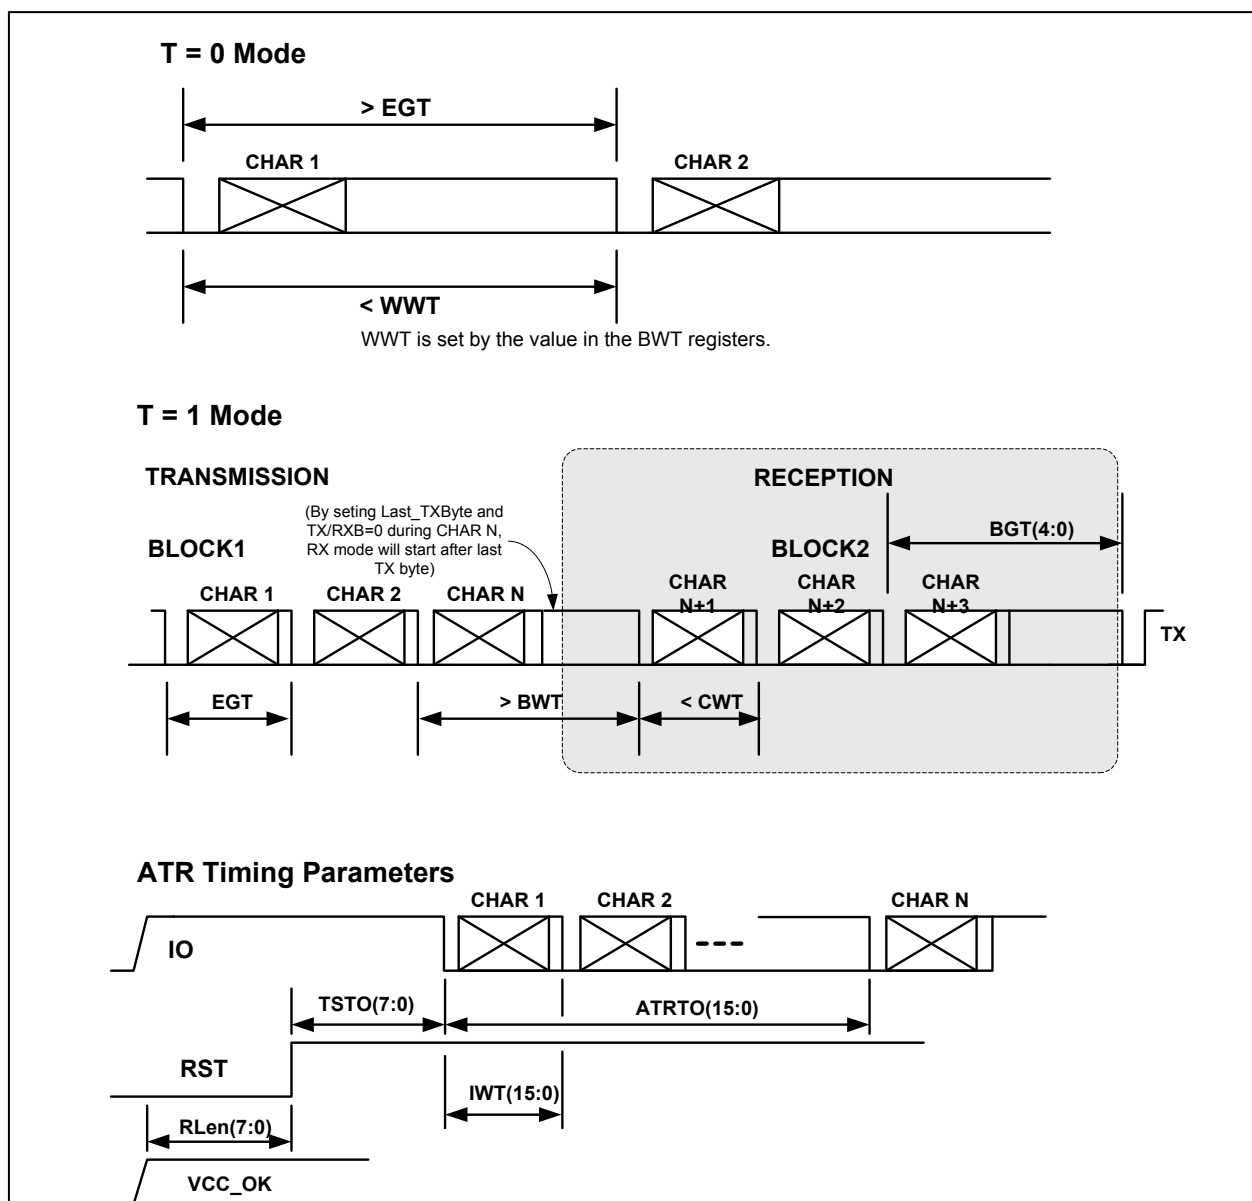 T = 0 Mode
> EGT
CHAR 1
CHAR 2
< WWT
WWT is set by the value in the BWT registers.
T = 1 Mode
TRANSMISSION
RECEPTION
(By seting Last_TXByte and
TX/RXB=0 during CHAR N,
RX mode will start after last
TX byte)
BGT(4:0)
BLOCK1
BLOCK2
CHAR 1
CHAR 2
CHAR N
CHAR
N+1
CHAR
N+2
CHAR
N+3
TX
EGT
> BWT
< CWT
ATR Timing Parameters
CHAR 1
CHAR 2
CHAR N
IO
TSTO(7:0)
ATRTO(15:0)
RST
IWT(15:0)
RLen(7:0)
VCC_OK